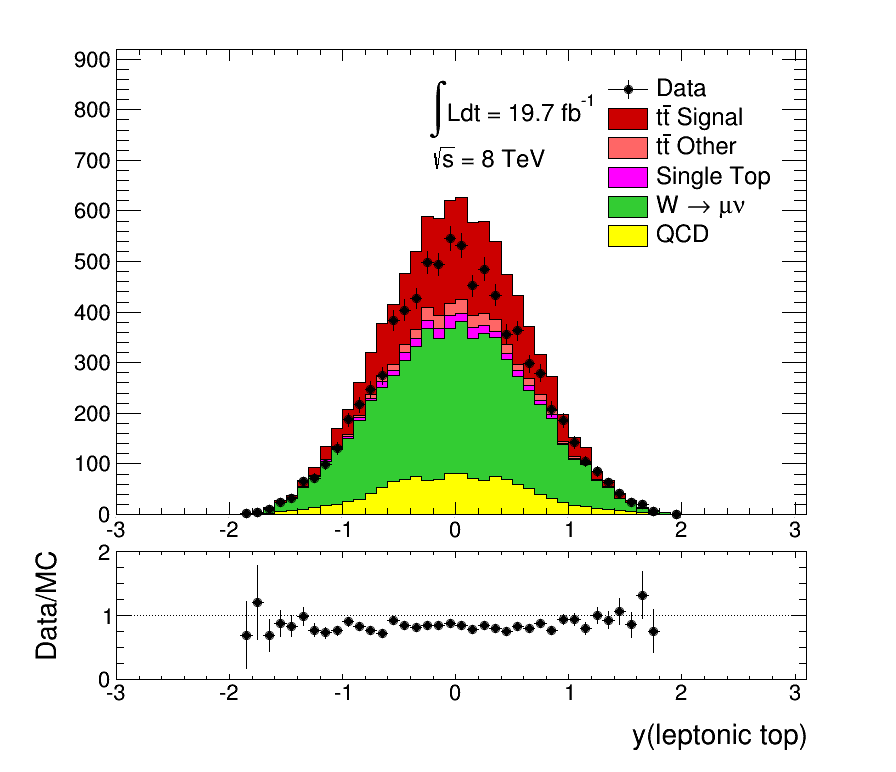 900
800
700
600
500
400
300
200
100
0
∫Ldt = 19.7 fb⁻¹
√s = 8 TeV
Data
tt̄ Signal
tt̄ Other
Single Top
W → μν
QCD
-3 -2 -1 0 1 2 3
Data/MC
2
1
0
-3 -2 -1 0 1 2 3
y(leptonic top)